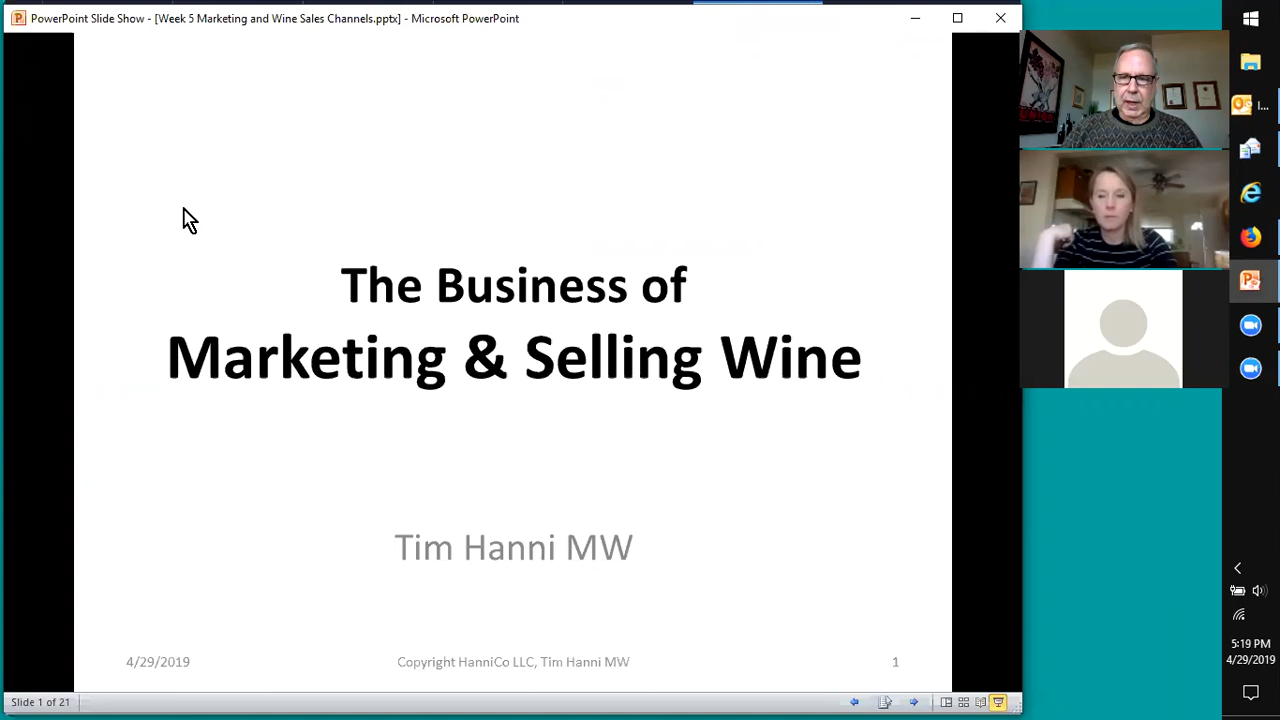 PowerPoint Slide Show - [Week 5 Marketing and Wine Sales Channels.pptx] - Microsoft PowerPoint
The Business of
Marketing & Selling Wine
Tim Hanni MW
4/29/2019
Copyright HanniCo LLC, Tim Hanni MW
1
Slide 1 of 21
I...
5:19 PM
4/29/2019